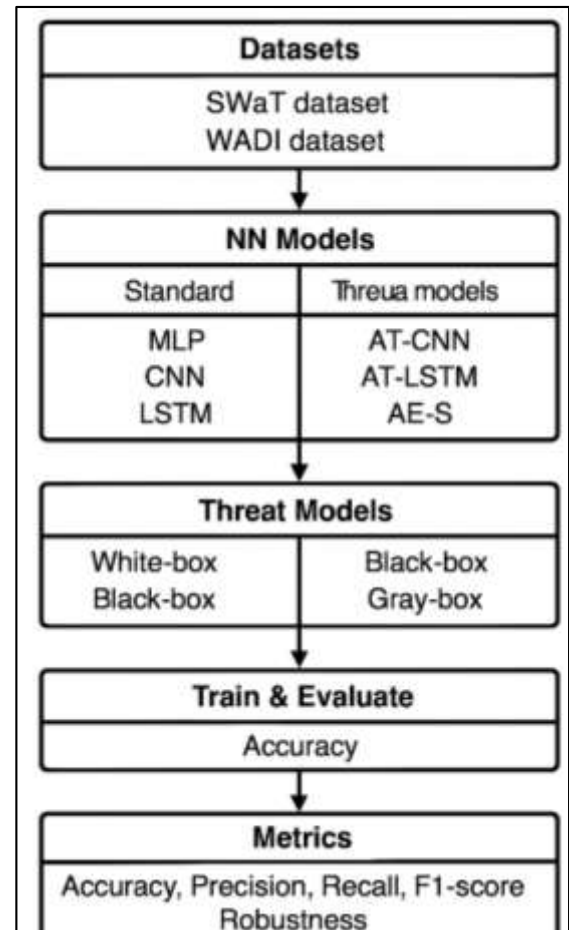 Datasets
SWaT dataset
WADI dataset
NN Models
Standard
Threua models
MLP
AT-CNN
CNN
AT-LSTM
LSTM
AE-S
Threat Models
White-box
Black-box
Black-box
Gray-box
Train & Evaluate
Accuracy
Metrics
Accuracy, Precision, Recall, F1-score
Robustness